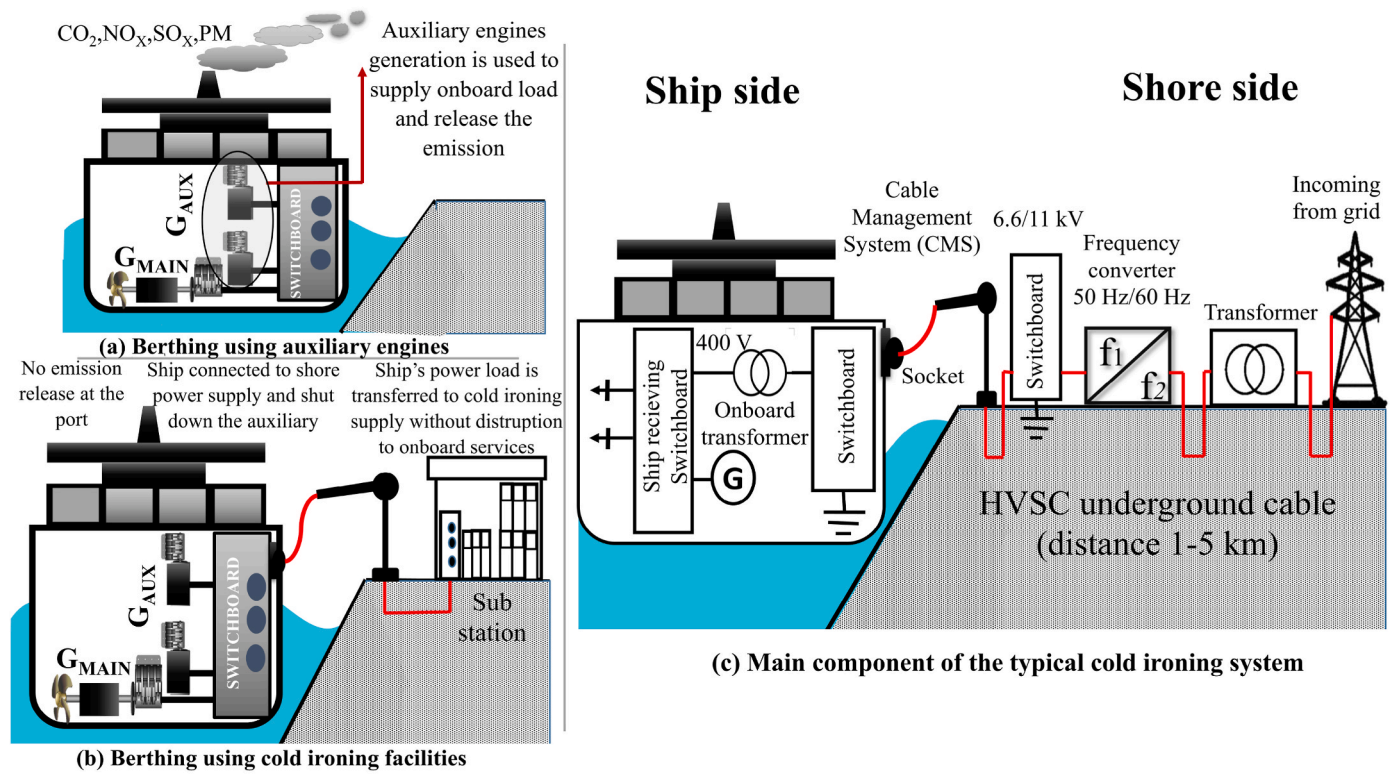 CO2,NOX,SOX,PM
Auxiliary engines
generation is used to
supply onboard load
and release the
emission
GAUX
GMAIN
SWITCHBOARD
(a) Berthing using auxiliary engines
No emission
release at the
port
Ship connected to shore
power supply and shut
down the auxiliary
Ship's power load is
transferred to cold ironing
supply without distruption
to onboard services
GAUX
GMAIN
SWITCHBOARD
Sub
station
(b) Berthing using cold ironing facilities
Ship side
Shore side
Cable
Management
System (CMS)
6.6/11 kV
Frequency
converter
50 Hz/60 Hz
Incoming
from grid
Transformer
Switchboard
f1
f2
Socket
400 V
Onboard
transformer
Ship recieving
Switchboard
G
Switchboard
HVSC underground cable
(distance 1-5 km)
(c) Main component of the typical cold ironing system